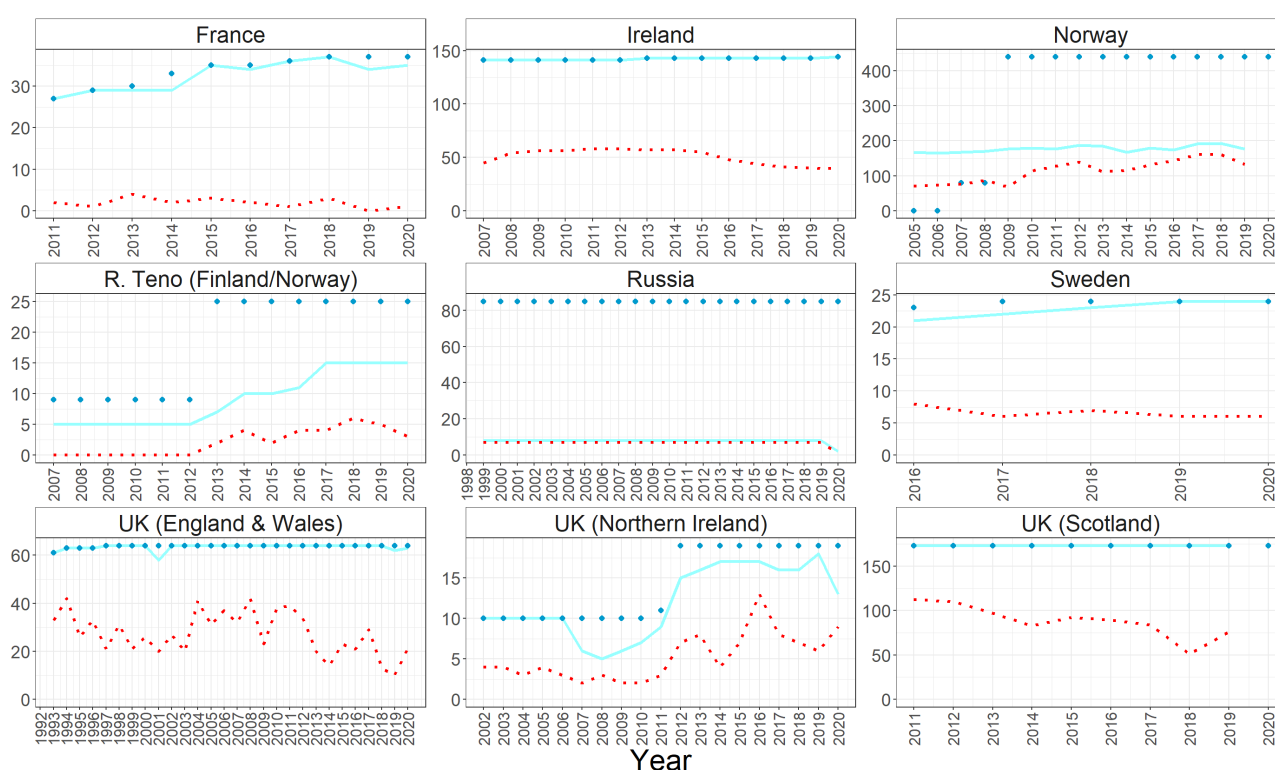 France
30
20
10
0
2011 2012 2013 2014 2015 2016 2017 2018 2019 2020
Ireland
150
100
50
0
2007 2008 2009 2010 2011 2012 2013 2014 2015 2016 2017 2018 2019 2020
Norway
400
300
200
100
0
2005 2006 2007 2008 2009 2010 2011 2012 2013 2014 2015 2016 2017 2018 2019 2020
R. Teno (Finland/Norway)
25
20
15
10
5
0
2007 2008 2009 2010 2011 2012 2013 2014 2015 2016 2017 2018 2019 2020
Russia
80
60
40
20
0
1998 1999 2000 2001 2002 2003 2004 2005 2006 2007 2008 2009 2010 2011 2012 2013 2014 2015 2016 2017 2018 2019 2020
Sweden
25
20
15
10
5
0
2016 2017 2018 2019 2020
UK (England & Wales)
60
40
20
0
1992 1993 1994 1995 1996 1997 1998 1999 2000 2001 2002 2003 2004 2005 2006 2007 2008 2009 2010 2011 2012 2013 2014 2015 2016 2017 2018 2019 2020
UK (Northern Ireland)
15
10
5
0
2002 2003 2004 2005 2006 2007 2008 2009 2010 2011 2012 2013 2014 2015 2016 2017 2018 2019 2020
UK (Scotland)
150
100
50
0
2011 2012 2013 2014 2015 2016 2017 2018 2019 2020
Year